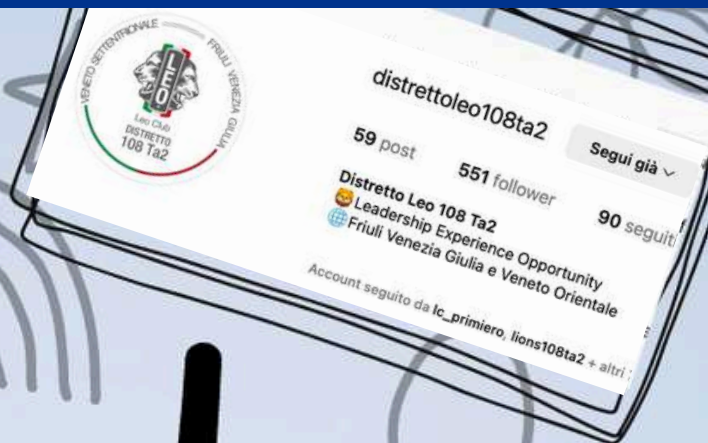 VENETO SETTENTRIONALE
FRIULI VENEZIA GIULIA
LEO
Leo Club
DISTRETTO
108 Ta2
distrettoleo108ta2
Segui già
59 post
551 follower
90 seguiti
Distretto Leo 108 Ta2
Leadership Experience Opportunity
Friuli Venezia Giulia e Veneto Orientale
Account seguito da lc_primiero, lions108ta2 + altri